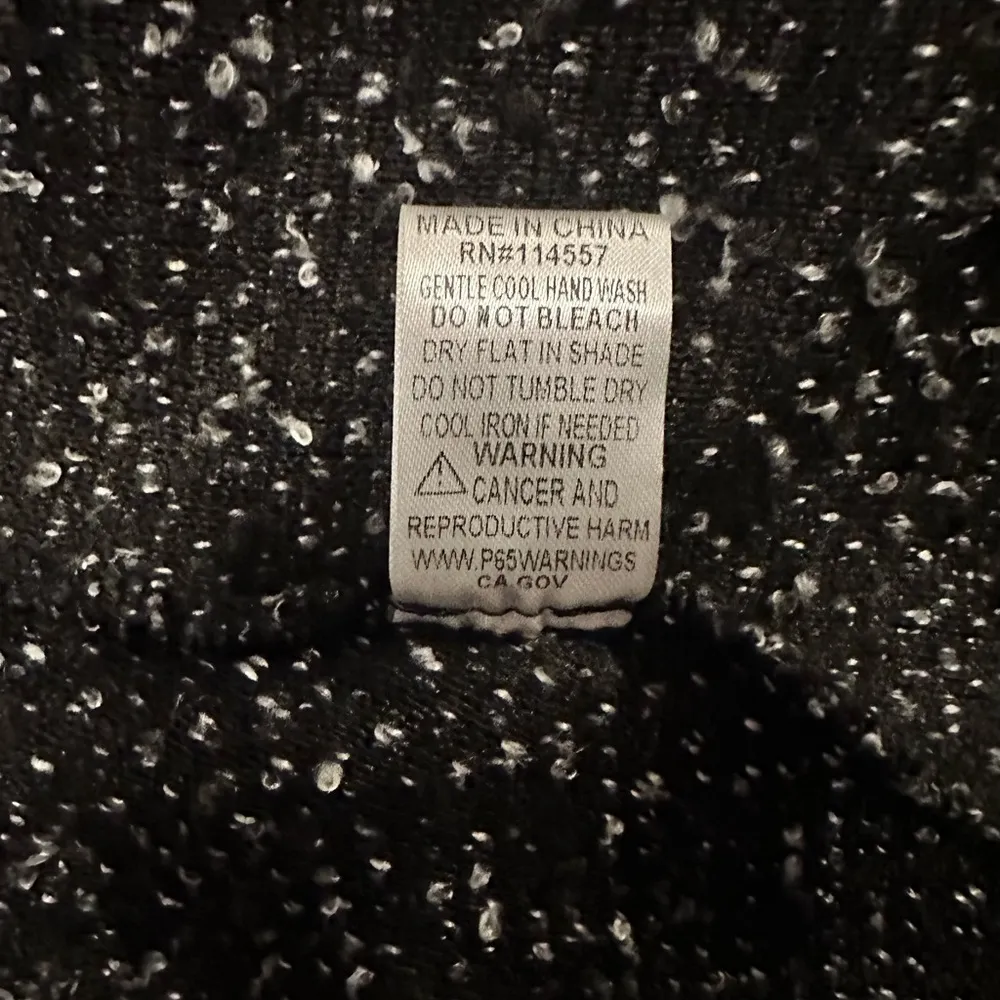 MADE IN CHINA
RN#114557
GENTLE COOL HAND WASH
DO NOT BLEACH
DRY FLAT IN SHADE
DO NOT TUMBLE DRY
COOL IRON IF NEEDED
WARNING
CANCER AND
REPRODUCTIVE HARM
WWW.P65WARNINGS
CA.GOV